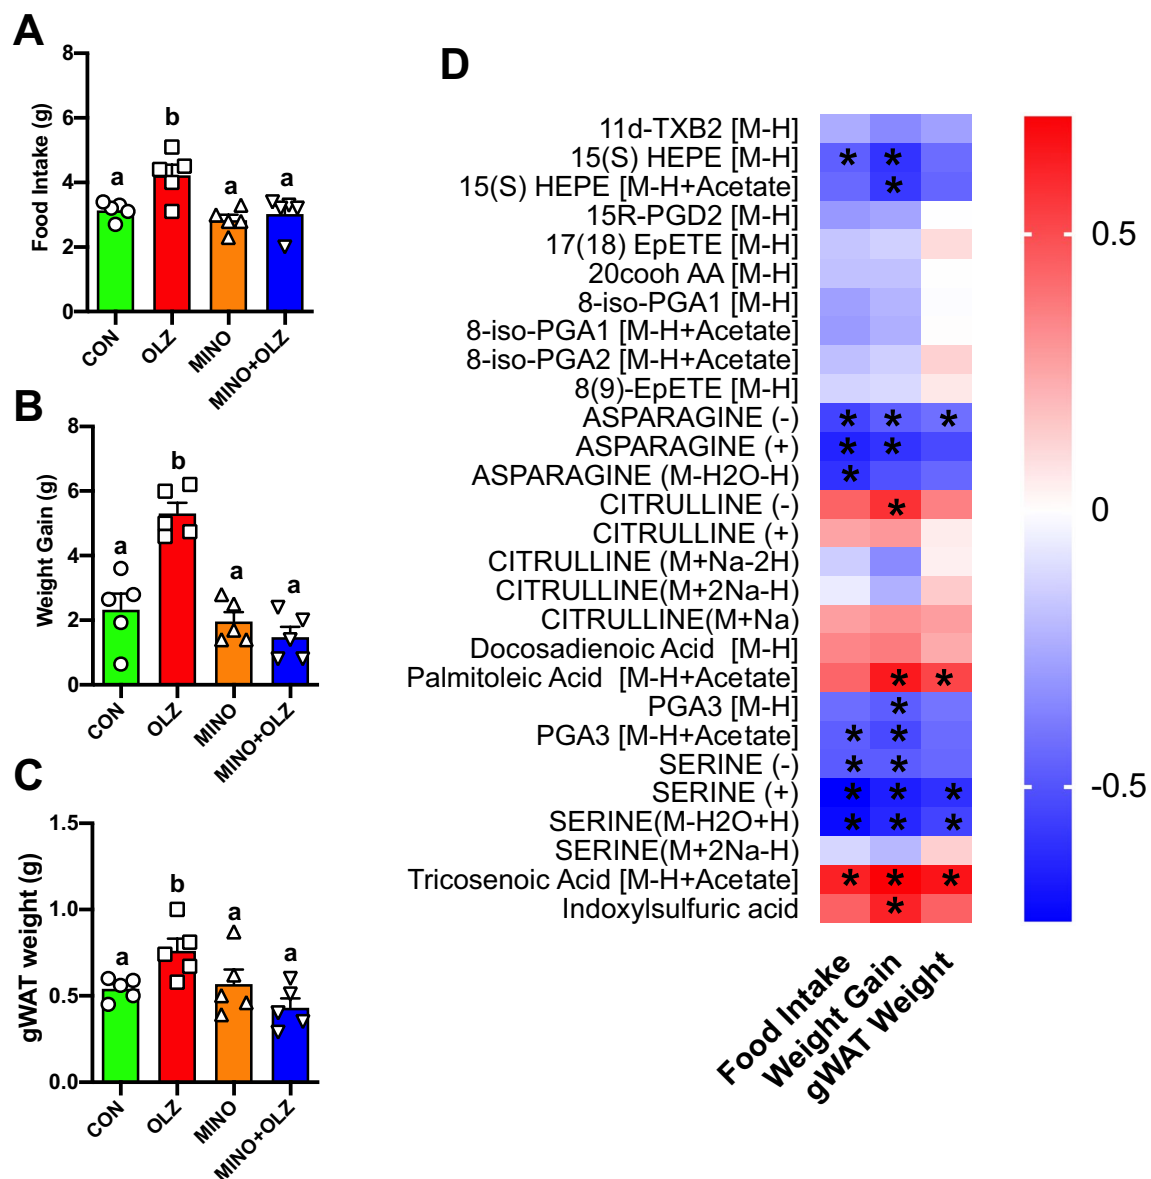 A
Food Intake (g)
8
6
4
2
0
a
b
a
a
CON
OLZ
MINO
MINO+OLZ
B
Weight Gain (g)
8
6
4
2
0
a
b
a
a
CON
OLZ
MINO
MINO+OLZ
C
gWAT weight (g)
1.5
1.0
0.5
0.0
a
b
a
a
CON
OLZ
MINO
MINO+OLZ
D
11d-TXB2 [M-H]
15(S) HEPE [M-H] * *
15(S) HEPE [M-H+Acetate] *
15R-PGD2 [M-H]
17(18) EpETE [M-H]
20cooh AA [M-H]
8-iso-PGA1 [M-H]
8-iso-PGA1 [M-H+Acetate]
8-iso-PGA2 [M-H+Acetate]
8(9)-EpETE [M-H]
ASPARAGINE (-) * * *
ASPARAGINE (+) * *
ASPARAGINE (M-H2O-H) *
CITRULLINE (-) *
CITRULLINE (+)
CITRULLINE (M+Na-2H)
CITRULLINE(M+2Na-H)
CITRULLINE(M+Na)
Docosadienoic Acid [M-H]
Palmitoleic Acid [M-H+Acetate] * *
PGA3 [M-H] *
PGA3 [M-H+Acetate] * *
SERINE (-) * *
SERINE (+) * * *
SERINE(M-H2O+H) * * *
SERINE(M+2Na-H)
Tricosenoic Acid [M-H+Acetate] * * *
Indoxylsulfuric acid *
Food Intake
Weight Gain
gWAT Weight
0.5
0
-0.5